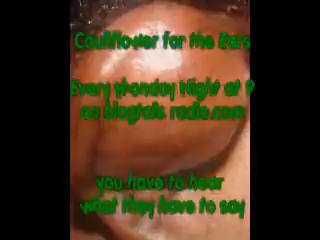 Cauliflower for the Ears
Every Monday Night at 9
on blogtalk radio.com
you have to hear
what they have to say